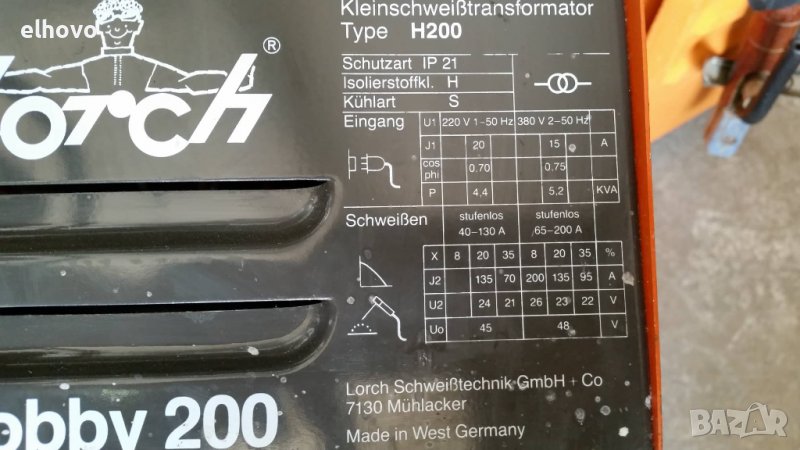 elhovo
Lorch ®
Kleinschweißtransformator
Type H200
Schutzart IP 21
Isolierstoffkl. H
Kühlart S
Eingang U1 220 V 1–50 Hz 380 V 2–50 Hz
J1 20 15 A
cos phi 0.70 0.75
P 4.4 5.2 KVA
Schweißen stufenlos 40-130 A stufenlos 65-200 A
X 8 20 35 8 20 35 %
J2 135 70 200 135 95 A
U2 24 21 26 23 22 V
Uo 45 48 V
Lorch Schweißtechnik GmbH + Co
7130 Mühlacker
Made in West Germany
obby 200
BAZAR